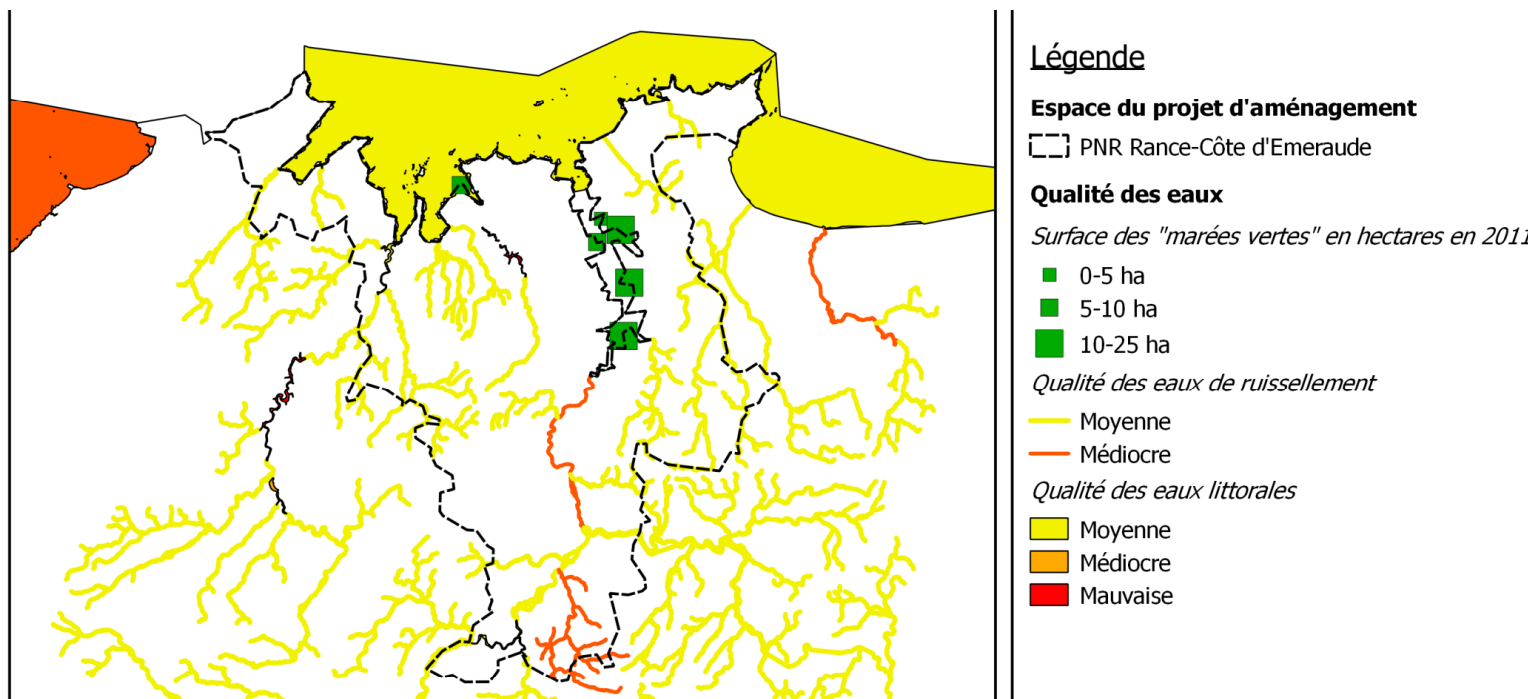 Légende
Espace du projet d'aménagement
PNR Rance-Côte d'Emeraude
Qualité des eaux
Surface des "marées vertes" en hectares en 2011
0-5 ha
5-10 ha
10-25 ha
Qualité des eaux de ruissellement
Moyenne
Médiocre
Qualité des eaux littorales
Moyenne
Médiocre
Mauvaise